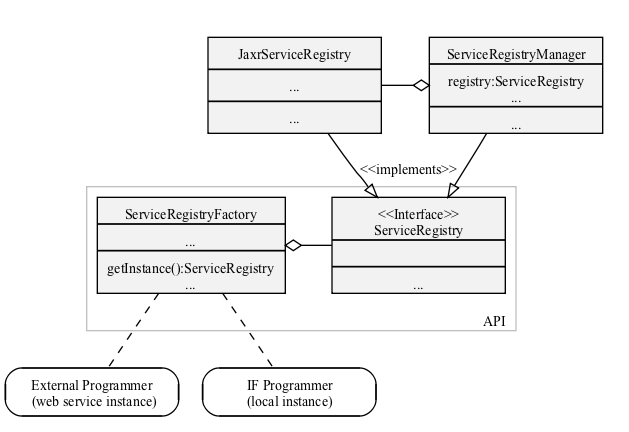 JaxrServiceRegistry
...
...
ServiceRegistryManager
registry:ServiceRegistry
...
...
<<implements>>
ServiceRegistryFactory
...
getInstance():ServiceRegistry
...
<<Interface>>
ServiceRegistry
...
API
External Programmer
(web service instance)
IF Programmer
(local instance)